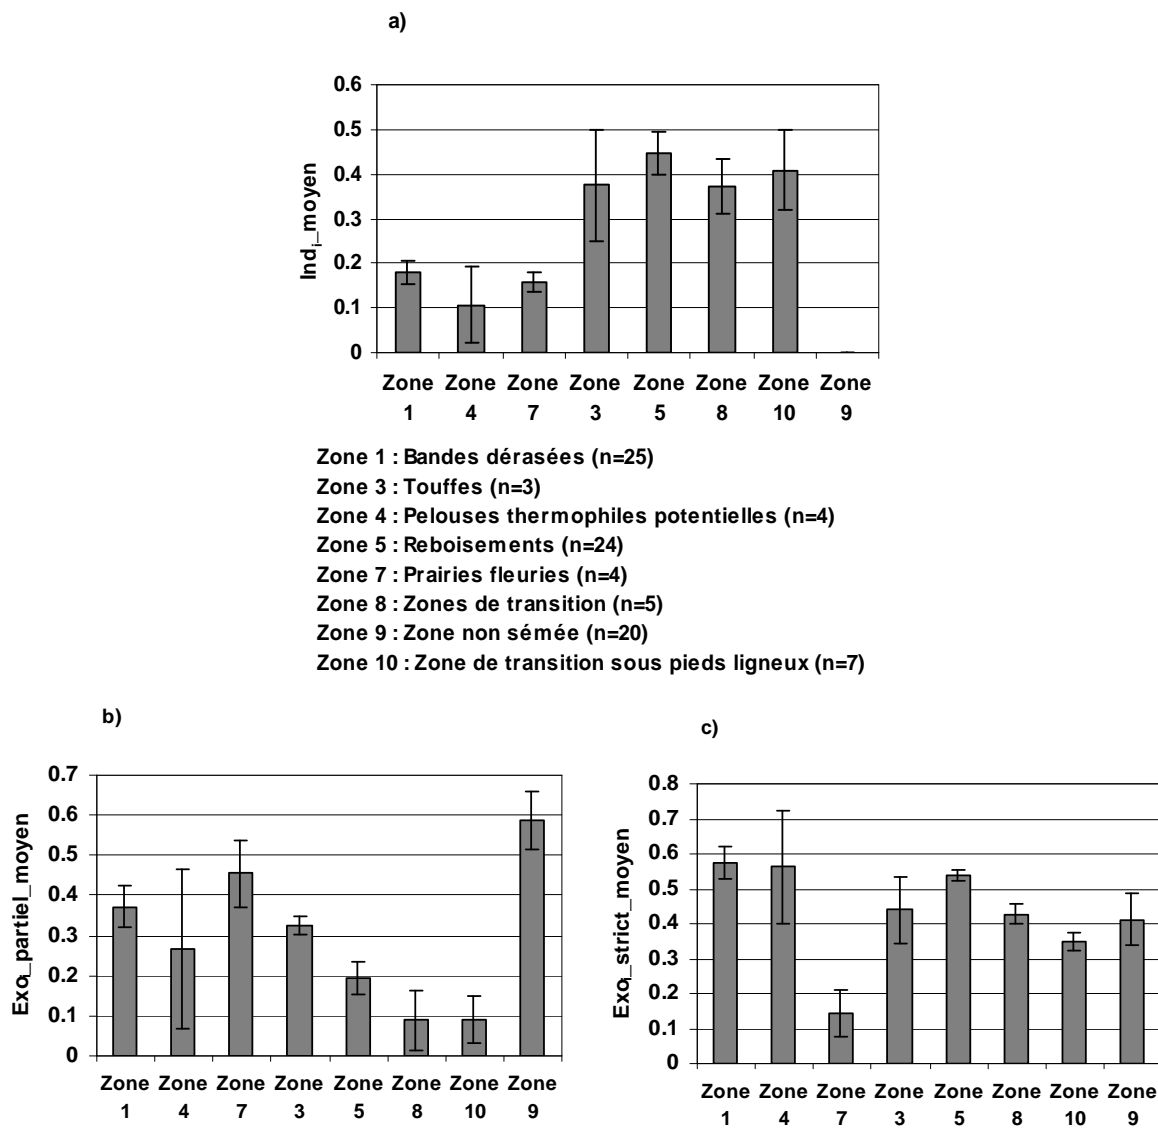 a)
0.6
0.5
0.4
0.3
0.2
0.1
0
Indi_moyen
Zone Zone Zone Zone Zone Zone Zone Zone
1 4 7 3 5 8 10 9
Zone 1 : Bandes dérasées (n=25)
Zone 3 : Touffes (n=3)
Zone 4 : Pelouses thermophiles potentielles (n=4)
Zone 5 : Reboisements (n=24)
Zone 7 : Prairies fleuries (n=4)
Zone 8 : Zones de transition (n=5)
Zone 9 : Zone non sémée (n=20)
Zone 10 : Zone de transition sous pieds ligneux (n=7)
b)
0.7
0.6
0.5
0.4
0.3
0.2
0.1
0
Exoi_partiel_moyen
Zone Zone Zone Zone Zone Zone Zone Zone
1 4 7 3 5 8 10 9
c)
0.8
0.7
0.6
0.5
0.4
0.3
0.2
0.1
0
Exoi_strict_moyen
Zone Zone Zone Zone Zone Zone Zone Zone
1 4 7 3 5 8 10 9